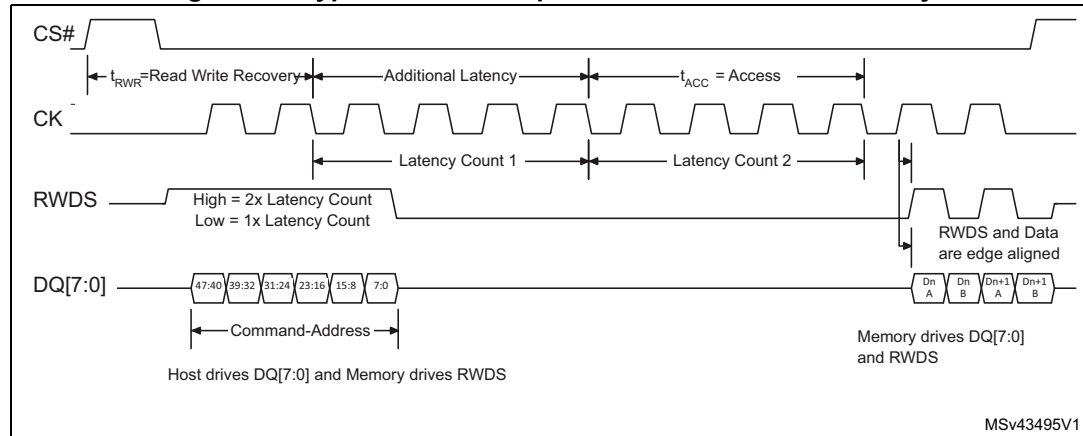 CS#
t_RWR=Read Write Recovery
Additional Latency
t_ACC = Access
CK
Latency Count 1
Latency Count 2
RWDS
High = 2x Latency Count
Low = 1x Latency Count
RWDS and Data
are edge aligned
DQ[7:0]
47:40 39:32 31:24 23:16 15:8 7:0
Dn A
Dn B
Dn+1 A
Dn+1 B
Command-Address
Memory drives DQ[7:0]
and RWDS
Host drives DQ[7:0] and Memory drives RWDS
MSv43495V1